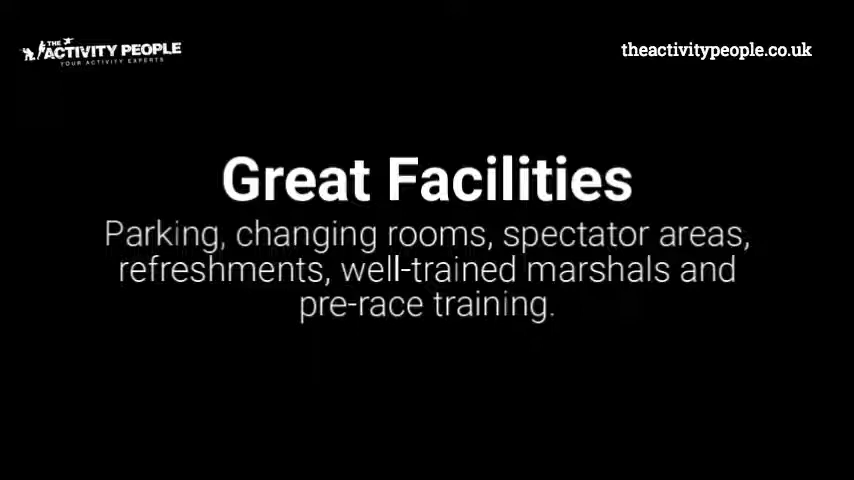 THE
ACTIVITY PEOPLE
YOUR ACTIVITY EXPERTS
theactivitypeople.co.uk
Great Facilities
Parking, changing rooms, spectator areas,
refreshments, well-trained marshals and
pre-race training.